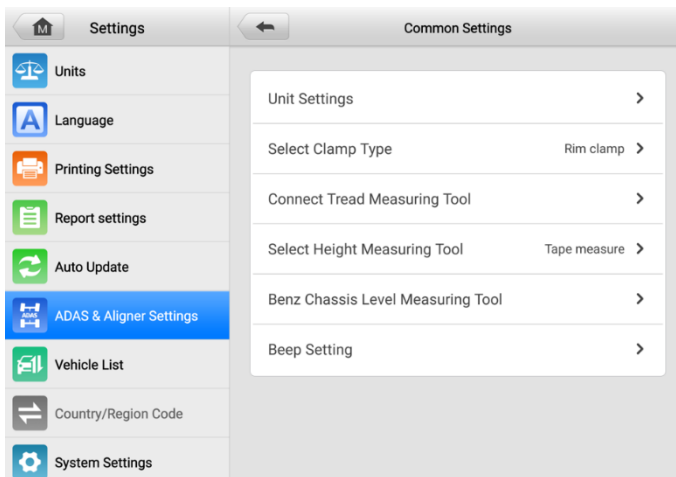 Settings
Common Settings
Units
Language
Printing Settings
Report settings
Auto Update
ADAS & Aligner Settings
Vehicle List
Country/Region Code
System Settings
Unit Settings
Select Clamp Type Rim clamp
Connect Tread Measuring Tool
Select Height Measuring Tool Tape measure
Benz Chassis Level Measuring Tool
Beep Setting
M
A
ADAS